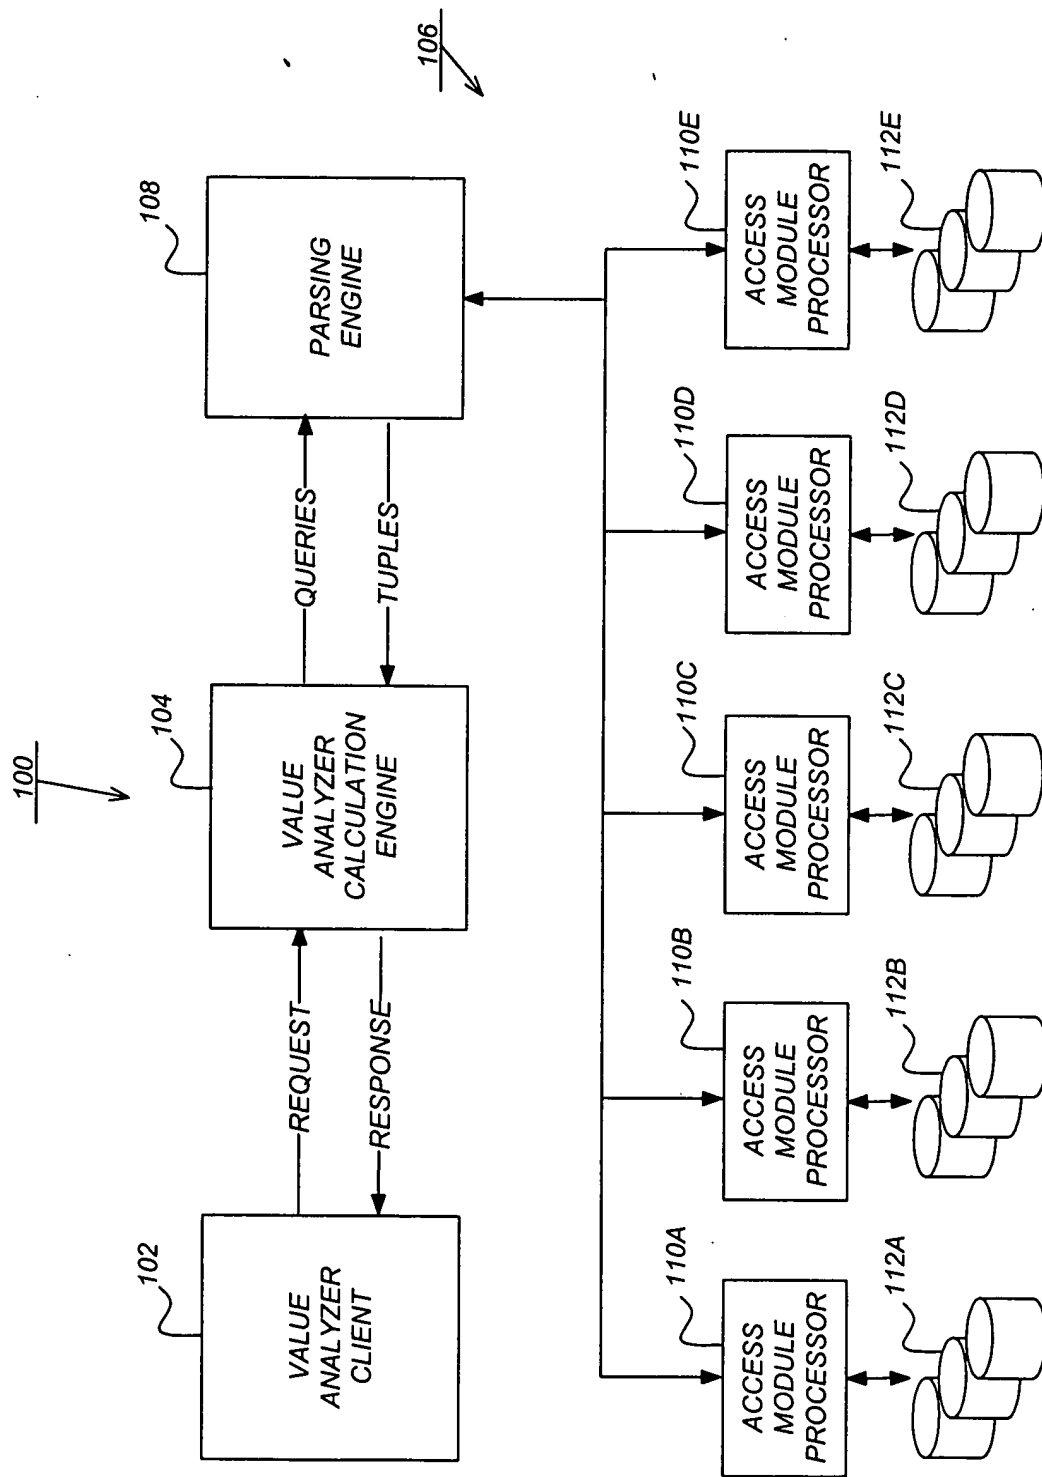 100
106
102
VALUE
ANALYZER
CLIENT
REQUEST
RESPONSE
104
VALUE
ANALYZER
CALCULATION
ENGINE
QUERIES
TUPLES
108
PARSING
ENGINE
110A
ACCESS
MODULE
PROCESSOR
112A
110B
ACCESS
MODULE
PROCESSOR
112B
110C
ACCESS
MODULE
PROCESSOR
112C
110D
ACCESS
MODULE
PROCESSOR
112D
110E
ACCESS
MODULE
PROCESSOR
112E